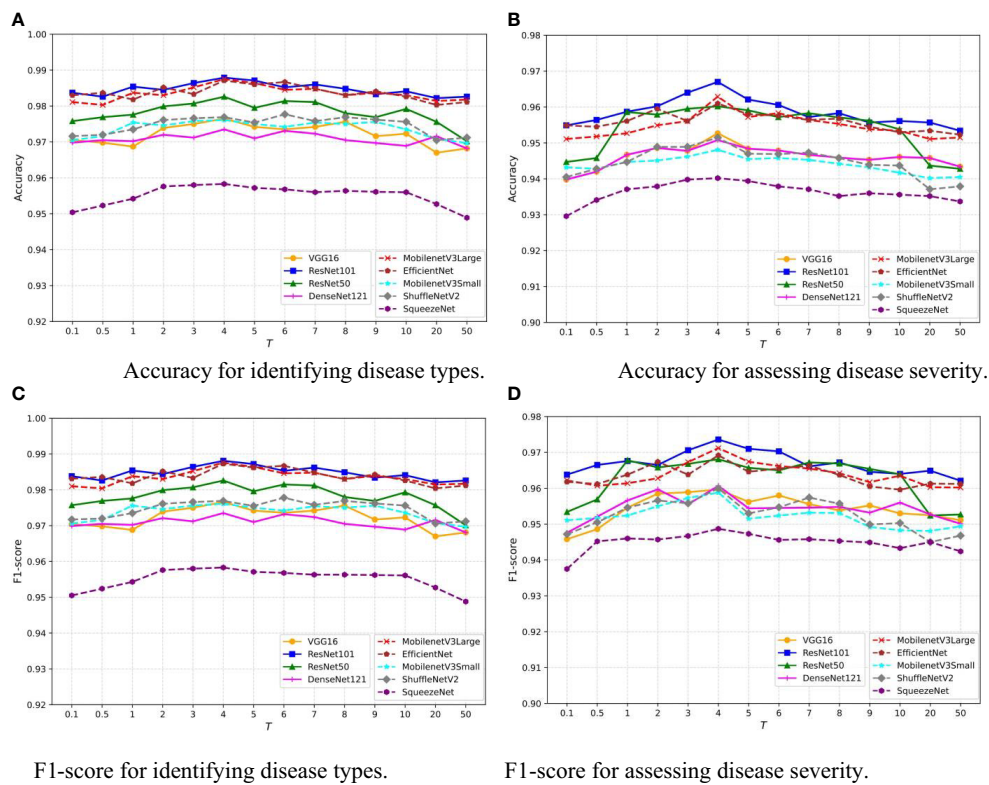 A
1.00
0.99
0.98
0.97
0.96
0.95
0.94
0.93
0.92
Accuracy
0.1 0.5 1 2 3 4 5 6 7 8 9 10 20 50
T
VGG16
ResNet101
ResNet50
DenseNet121
MobilenetV3Large
EfficientNet
MobilenetV3Small
ShuffleNetV2
SqueezeNet
Accuracy for identifying disease types.
B
0.98
0.97
0.96
0.95
0.94
0.93
0.92
0.91
0.90
Accuracy
0.1 0.5 1 2 3 4 5 6 7 8 9 10 20 50
T
VGG16
ResNet101
ResNet50
DenseNet121
MobilenetV3Large
EfficientNet
MobilenetV3Small
ShuffleNetV2
SqueezeNet
Accuracy for assessing disease severity.
C
1.00
0.99
0.98
0.97
0.96
0.95
0.94
0.93
0.92
F1-score
0.1 0.5 1 2 3 4 5 6 7 8 9 10 20 50
T
VGG16
ResNet101
ResNet50
DenseNet121
MobilenetV3Large
EfficientNet
MobilenetV3Small
ShuffleNetV2
SqueezeNet
F1-score for identifying disease types.
D
0.98
0.97
0.96
0.95
0.94
0.93
0.92
0.91
0.90
F1-score
0.1 0.5 1 2 3 4 5 6 7 8 9 10 20 50
T
VGG16
ResNet101
ResNet50
DenseNet121
MobilenetV3Large
EfficientNet
MobilenetV3Small
ShuffleNetV2
SqueezeNet
F1-score for assessing disease severity.